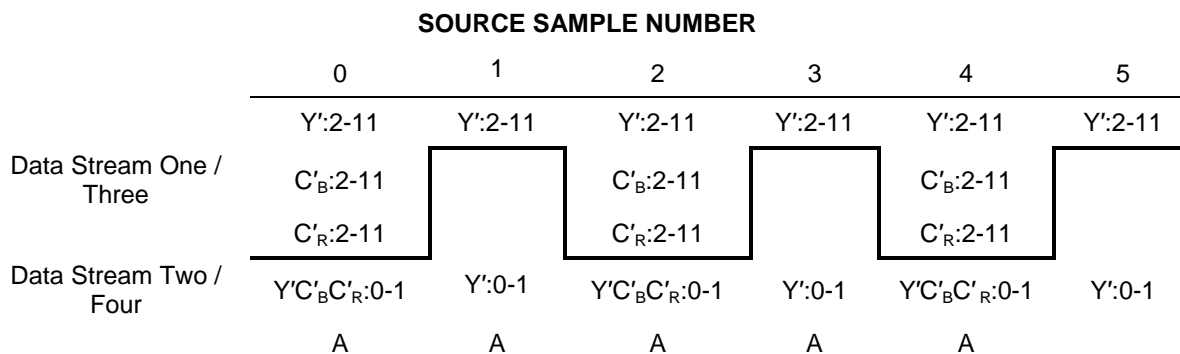 SOURCE SAMPLE NUMBER
0 1 2 3 4 5
Y′:2-11 Y′:2-11 Y′:2-11 Y′:2-11 Y′:2-11 Y′:2-11
Data Stream One /
Three
C′B:2-11 C′B:2-11 C′B:2-11
C′R:2-11 C′R:2-11 C′R:2-11
Data Stream Two /
Four
Y′C′BC′R:0-1 Y′:0-1 Y′C′BC′R:0-1 Y′:0-1 Y′C′BC′R:0-1 Y′:0-1
A A A A A